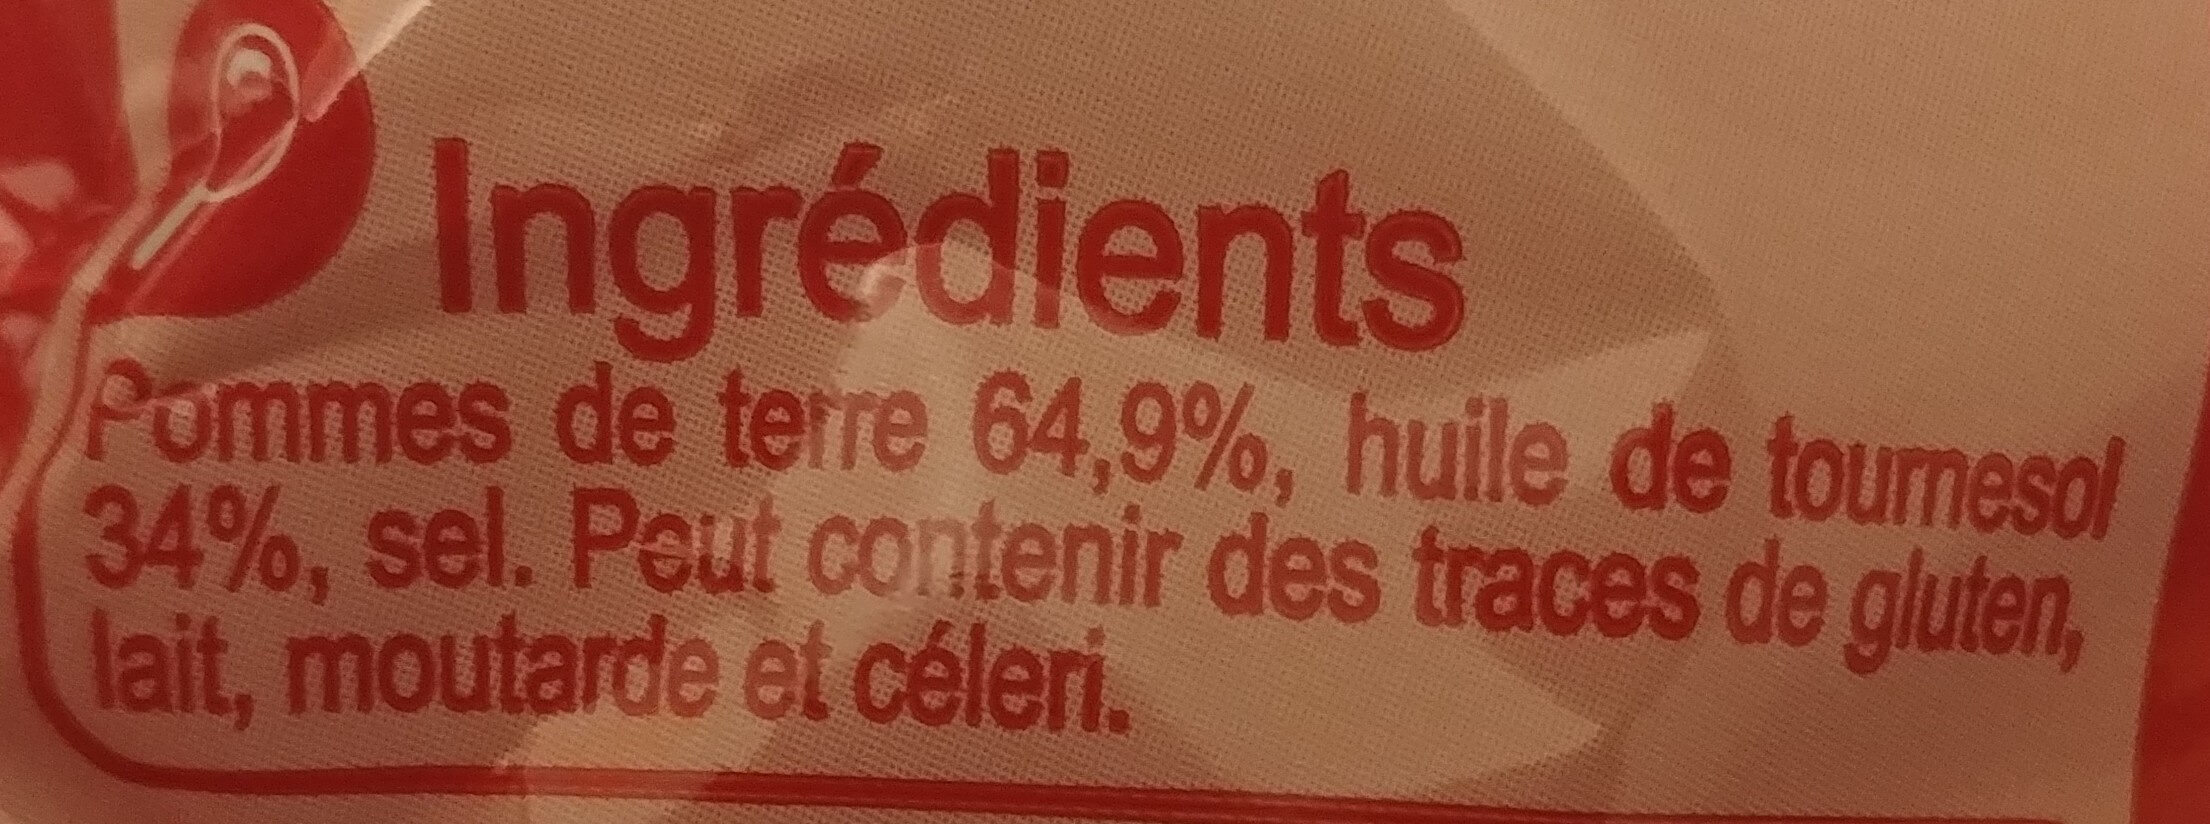 Ingrédients
Pommes de terre 64,9%, huile de tournesol
34%, sel. Peut contenir des traces de gluten,
lait, moutarde et céleri.